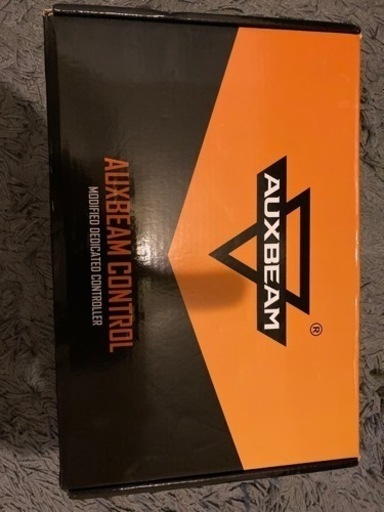 AUXBEAM
®
AUXBEAM CONTROL
MODIFIED DEDICATED CONTROLLER